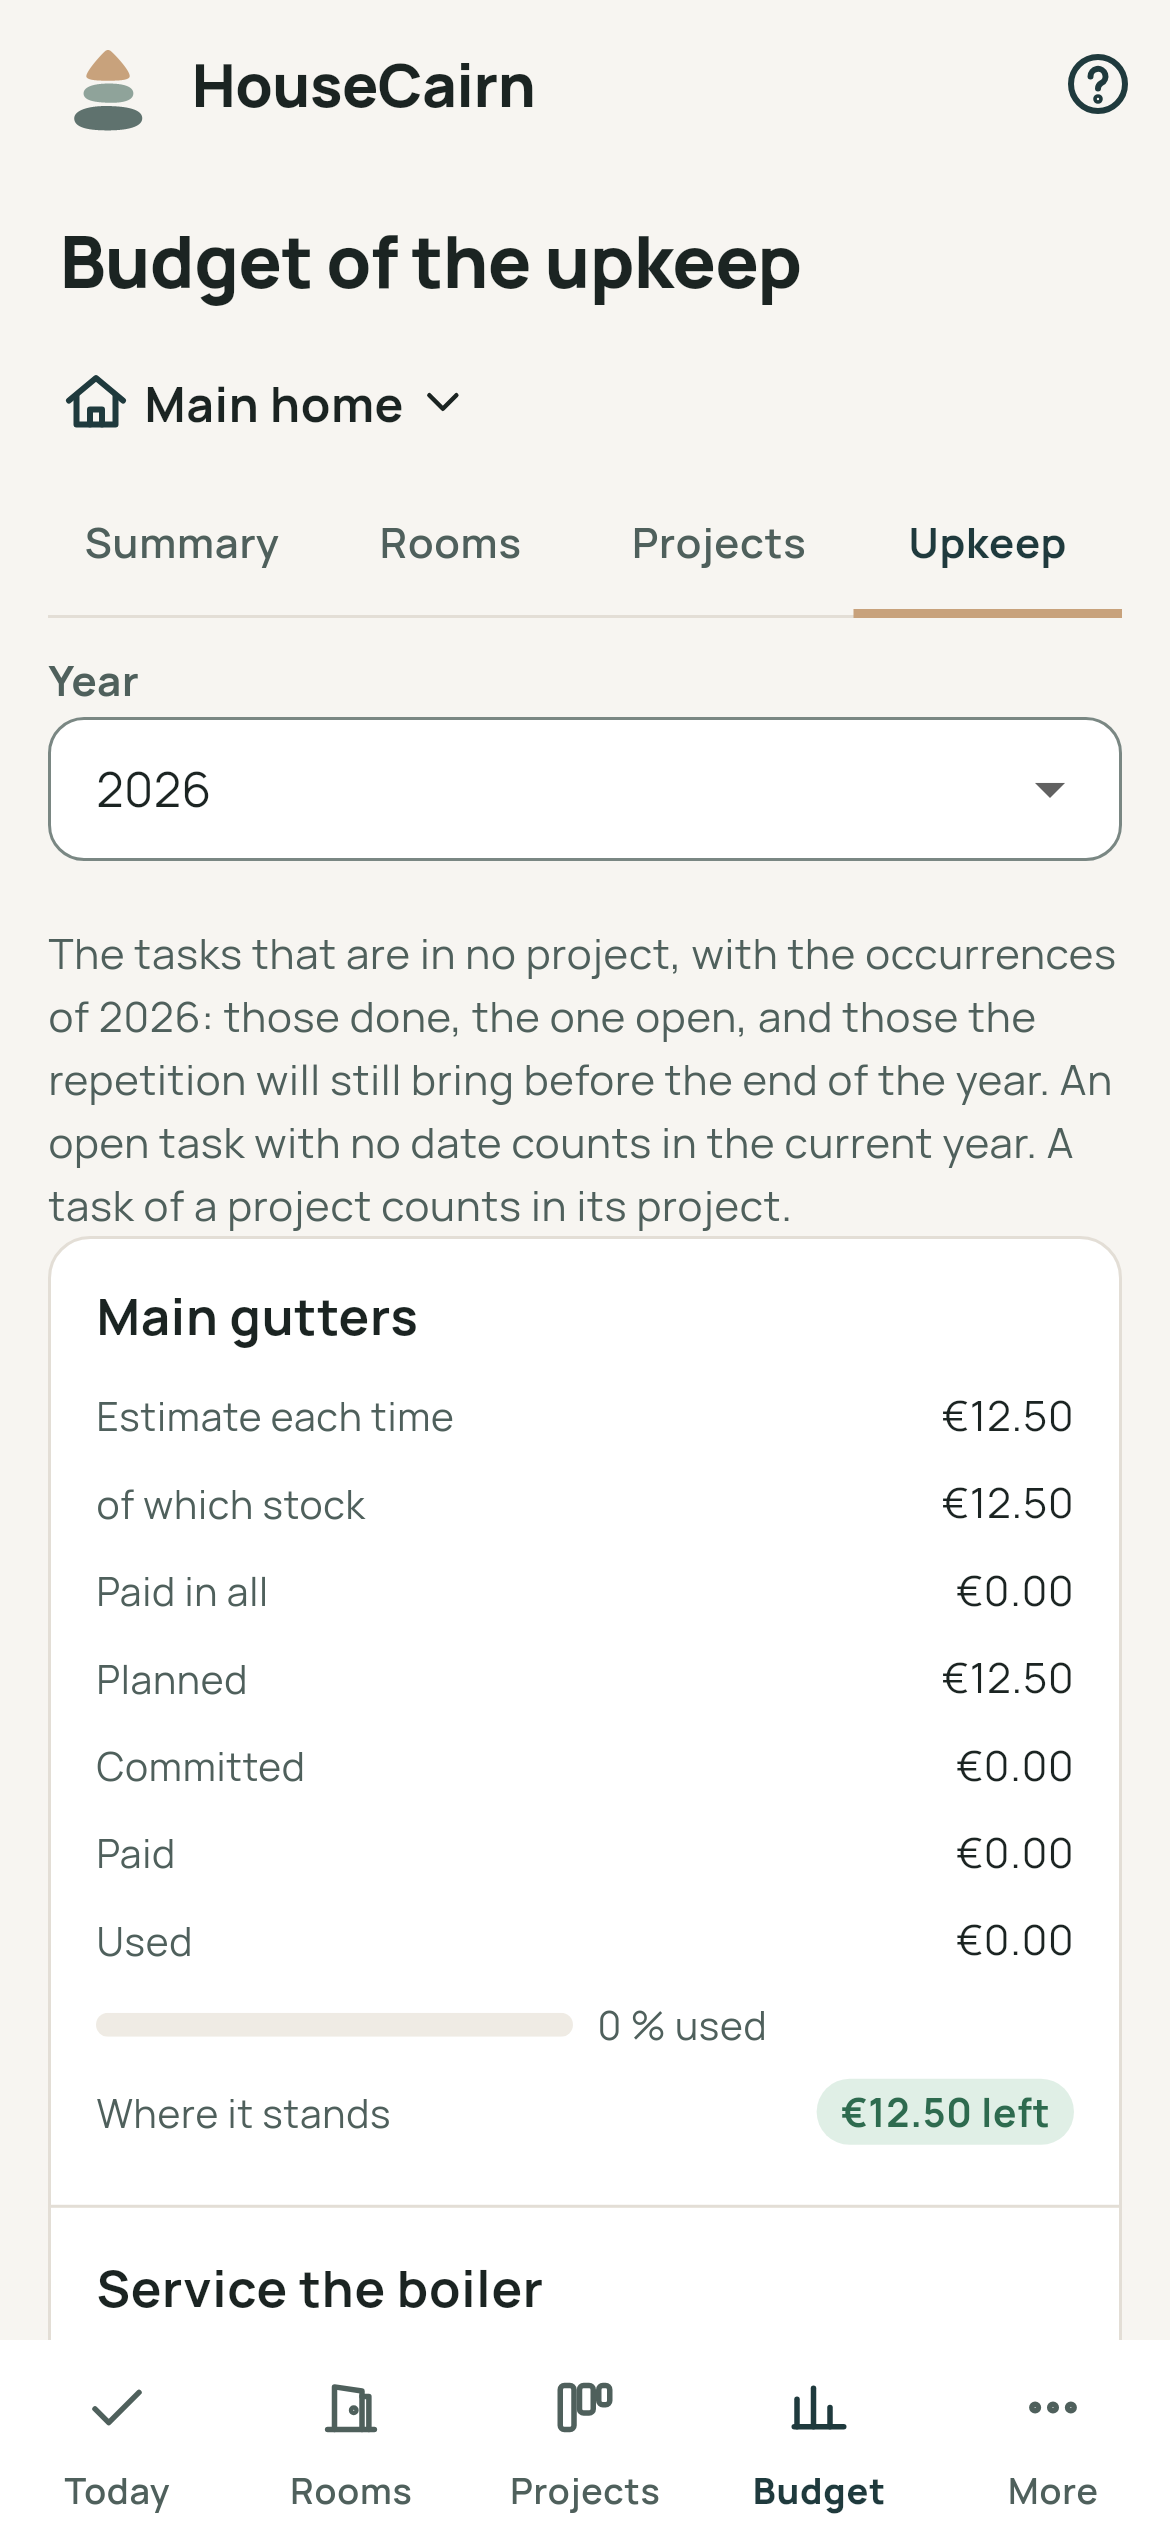 HouseCairn
Budget of the upkeep
Main home
Summary Rooms Projects Upkeep
Year
2026
The tasks that are in no project, with the occurrences
of 2026: those done, the one open, and those the
repetition will still bring before the end of the year. An
open task with no date counts in the current year. A
task of a project counts in its project.
Main gutters
Estimate each time €12.50
of which stock €12.50
Paid in all €0.00
Planned €12.50
Committed €0.00
Paid €0.00
Used €0.00
0 % used
Where it stands €12.50 left
Service the boiler
Today Rooms Projects Budget More